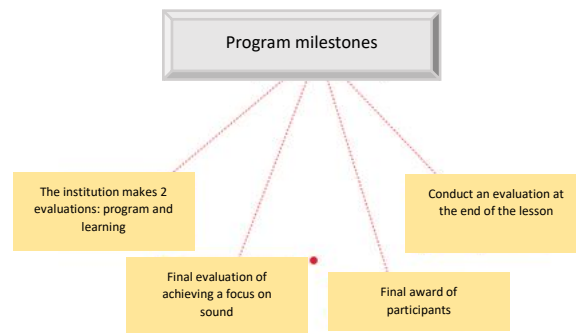 Program milestones
The institution makes 2
evaluations: program and
learning
Conduct an evaluation at
the end of the lesson
Final evaluation of
achieving a focus on
sound
Final award of
participants